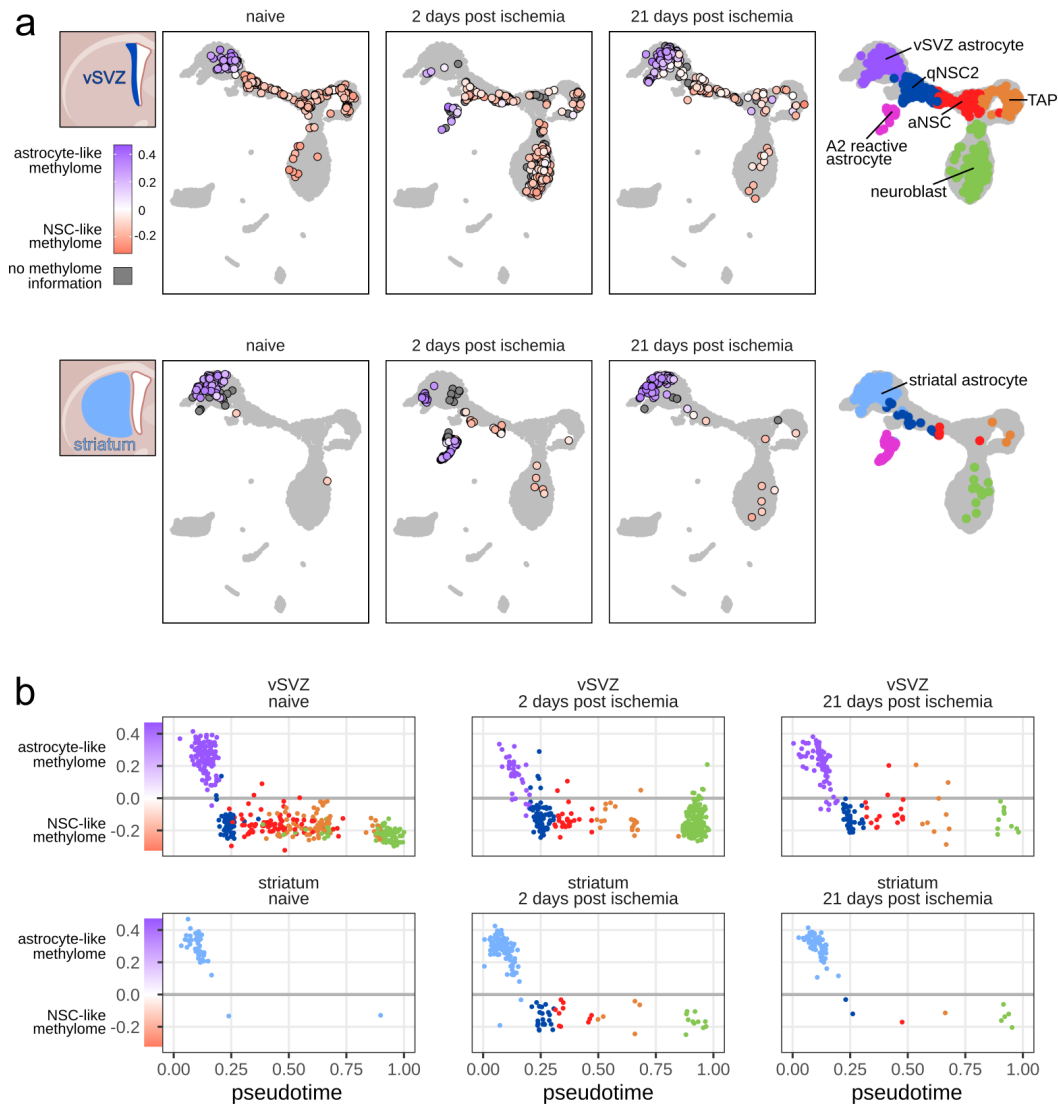 a
naive
2 days post ischemia
21 days post ischemia
vSVZ
vSVZ astrocyte
qNSC2
TAP
aNSC
A2 reactive
astrocyte
neuroblast
astrocyte-like
methylome
NSC-like
methylome
no methylome
information
0.4
0.2
0
-0.2
naive
2 days post ischemia
21 days post ischemia
striatum
striatal astrocyte
b
vSVZ
naive
vSVZ
2 days post ischemia
vSVZ
21 days post ischemia
astrocyte-like
methylome
NSC-like
methylome
0.4
0.2
0.0
-0.2
striatum
naive
striatum
2 days post ischemia
striatum
21 days post ischemia
astrocyte-like
methylome
NSC-like
methylome
0.4
0.2
0.0
-0.2
0.00 0.25 0.50 0.75 1.00
pseudotime
0.00 0.25 0.50 0.75 1.00
pseudotime
0.00 0.25 0.50 0.75 1.00
pseudotime